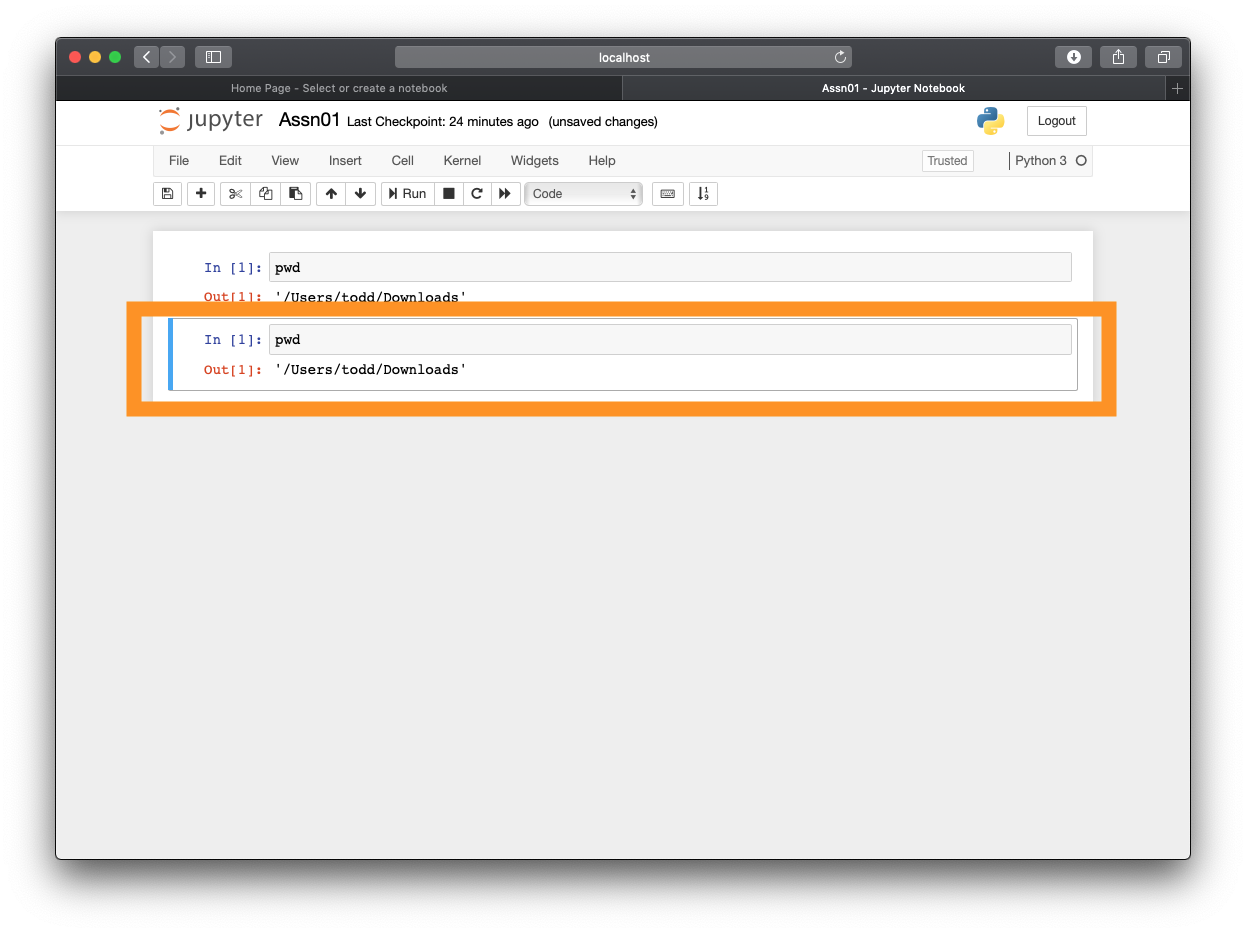 localhost
Home Page - Select or create a notebook
Assn01 - Jupyter Notebook
jupyter Assn01 Last Checkpoint: 24 minutes ago (unsaved changes)
Logout
File Edit View Insert Cell Kernel Widgets Help
Trusted
Python 3
Run
Code
In [1]: pwd
Out[1]: '/Users/todd/Downloads'
In [1]: pwd
Out[1]: '/Users/todd/Downloads'